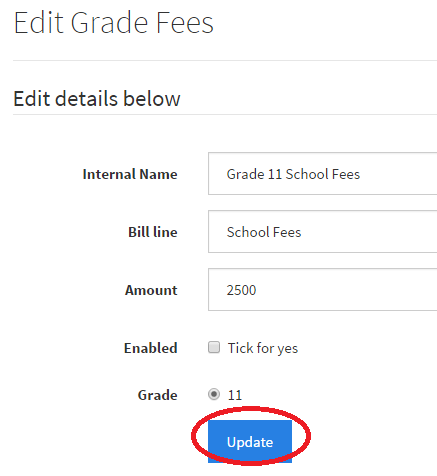 Edit Grade Fees
Edit details below
Internal Name Grade 11 School Fees
Bill line School Fees
Amount 2500
Enabled Tick for yes
Grade 11
Update